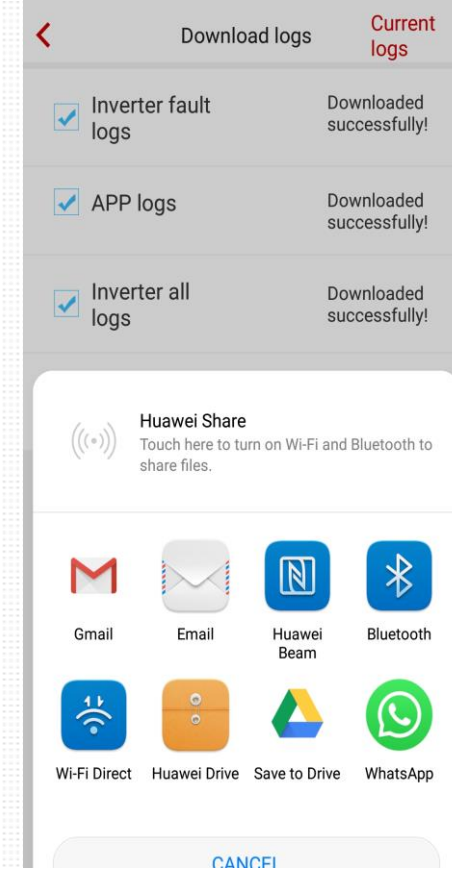 Download logs
Current
logs
Inverter fault
logs
Downloaded
successfully!
APP logs
Downloaded
successfully!
Inverter all
logs
Downloaded
successfully!
Huawei Share
Touch here to turn on Wi-Fi and Bluetooth to
share files.
Gmail
Email
Huawei
Beam
Bluetooth
Wi-Fi Direct
Huawei Drive
Save to Drive
WhatsApp
CANCEL